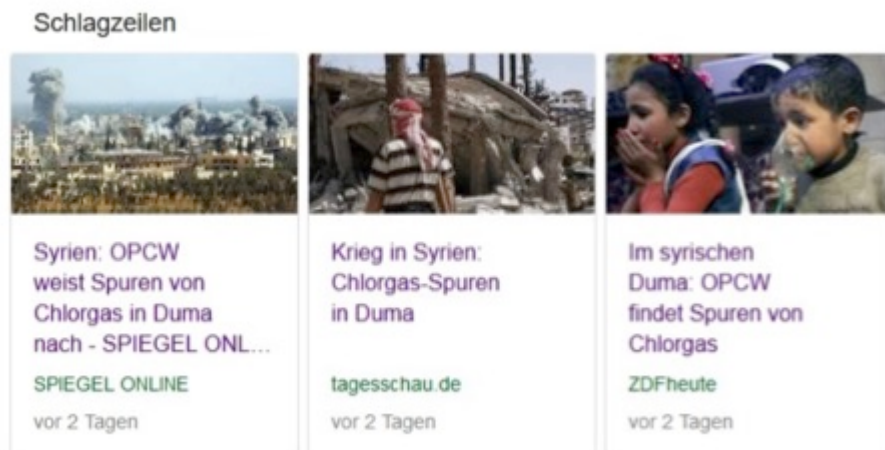 Schlagzeilen
Syrien: OPCW
weist Spuren von
Chlorgas in Duma
nach - SPIEGEL ONL...
SPIEGEL ONLINE
vor 2 Tagen
Krieg in Syrien:
Chlorgas-Spuren
in Duma
tagesschau.de
vor 2 Tagen
Im syrischen
Duma: OPCW
findet Spuren von
Chlorgas
ZDFheute
vor 2 Tagen